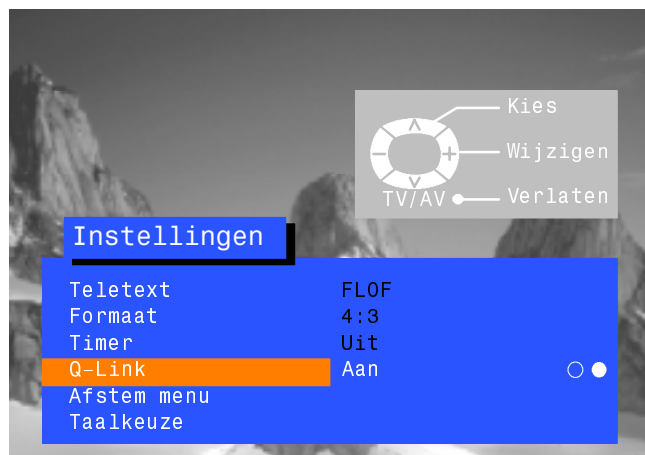 Kies
Wijzigen
TV/AV Verlaten
Instellingen
Teletext FLOF
Formaat 4:3
Timer Uit
Q-Link Aan
Afstem menu
Taalkeuze